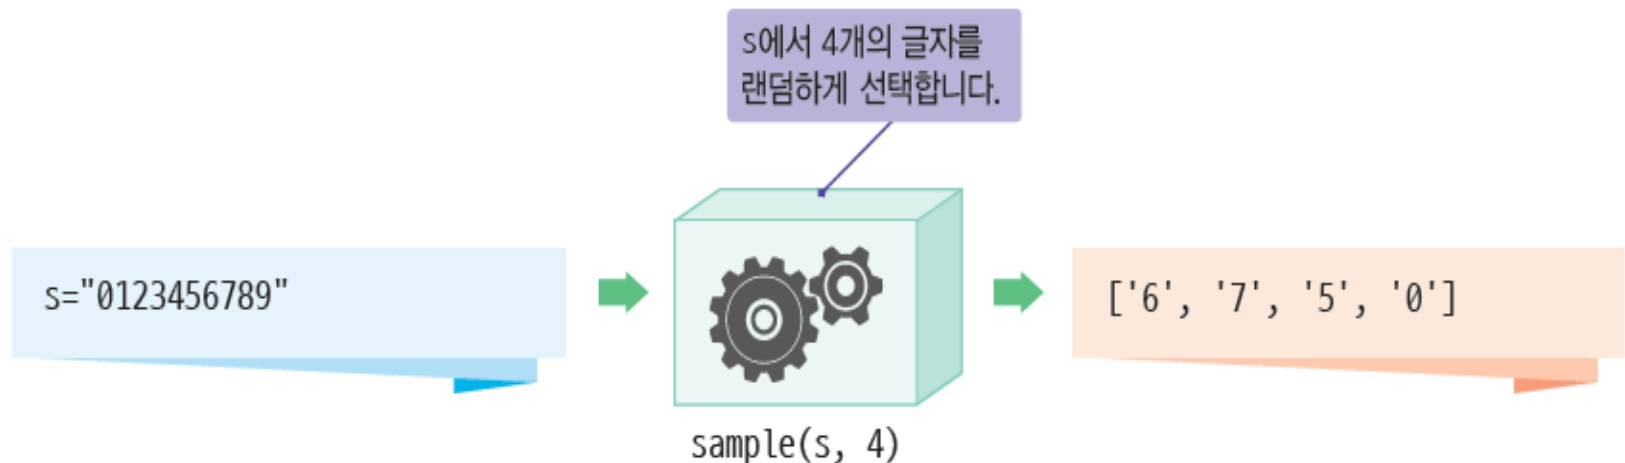 s에서 4개의 글자를
랜덤하게 선택합니다.
s="0123456789"
['6', '7', '5', '0']
sample(s, 4)